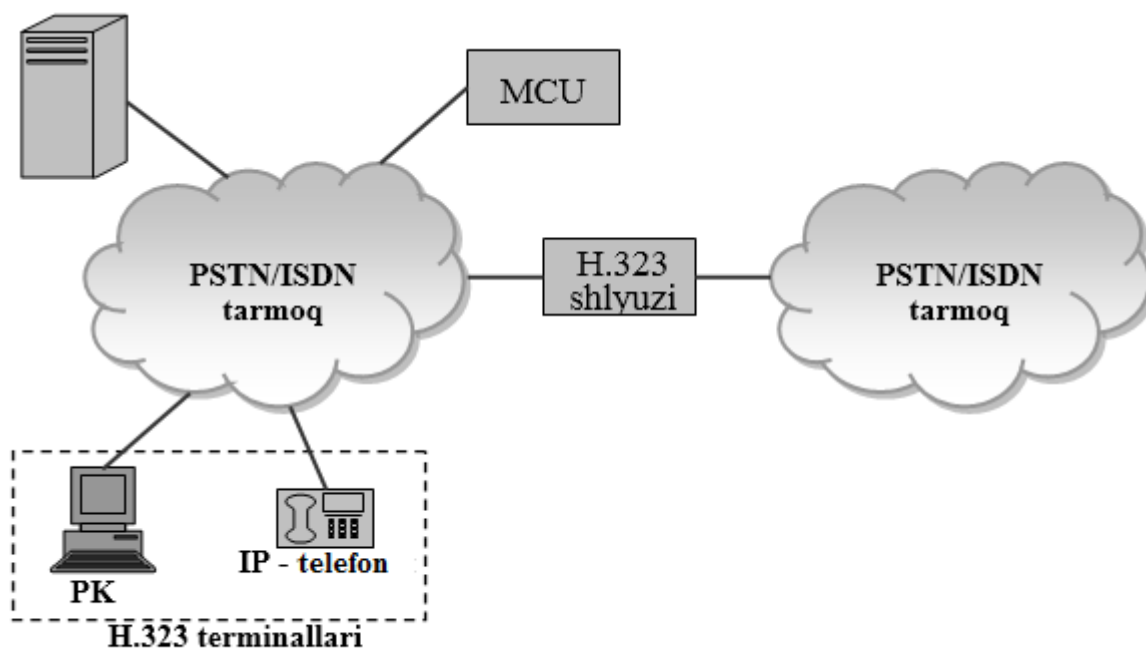 MCU
PSTN/ISDN
tarmoq
H.323
shlyuzi
PSTN/ISDN
tarmoq
PK
IP - telefon
H.323 terminallari